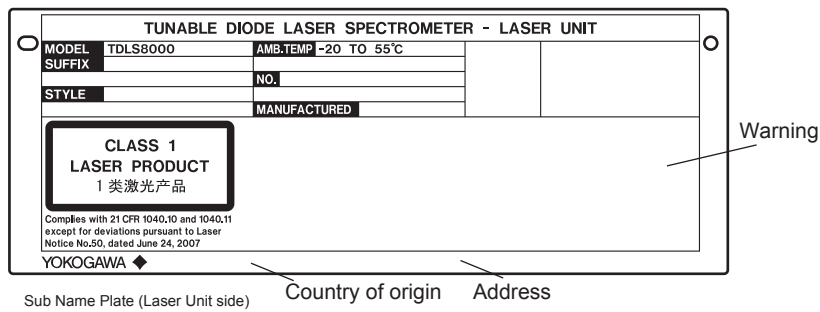 TUNABLE DIODE LASER SPECTROMETER - LASER UNIT
MODEL TDLS8000 AMB.TEMP -20 TO 55℃
SUFFIX
NO.
STYLE
MANUFACTURED
CLASS 1
LASER PRODUCT
1 类激光产品
Warning
Complies with 21 CFR 1040.10 and 1040.11
except for deviations pursuant to Laser
Notice No.50, dated June 24, 2007
YOKOGAWA
Country of origin
Address
Sub Name Plate (Laser Unit side)